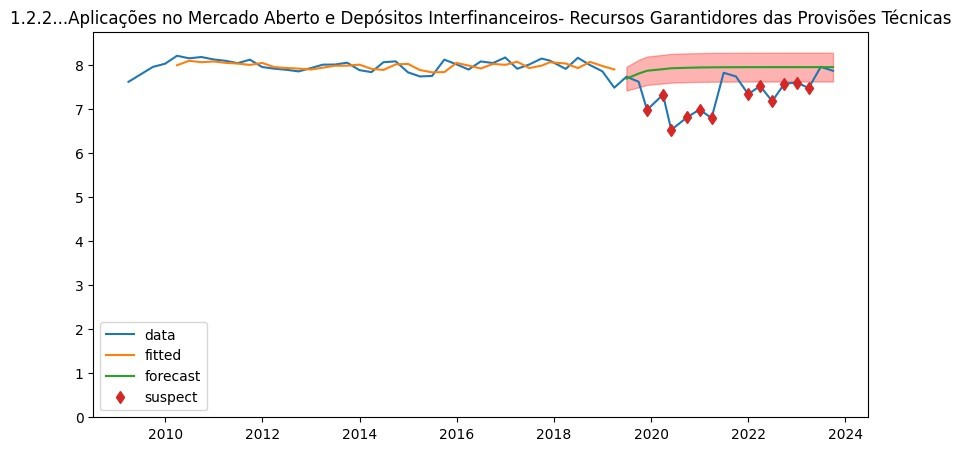 1.2.2...Aplicações no Mercado Aberto e Depósitos Interfinanceiros- Recursos Garantidores das Provisões Técnicas
8
7
6
5
4
3
2
1
0
data
fitted
forecast
suspect
2010 2012 2014 2016 2018 2020 2022 2024